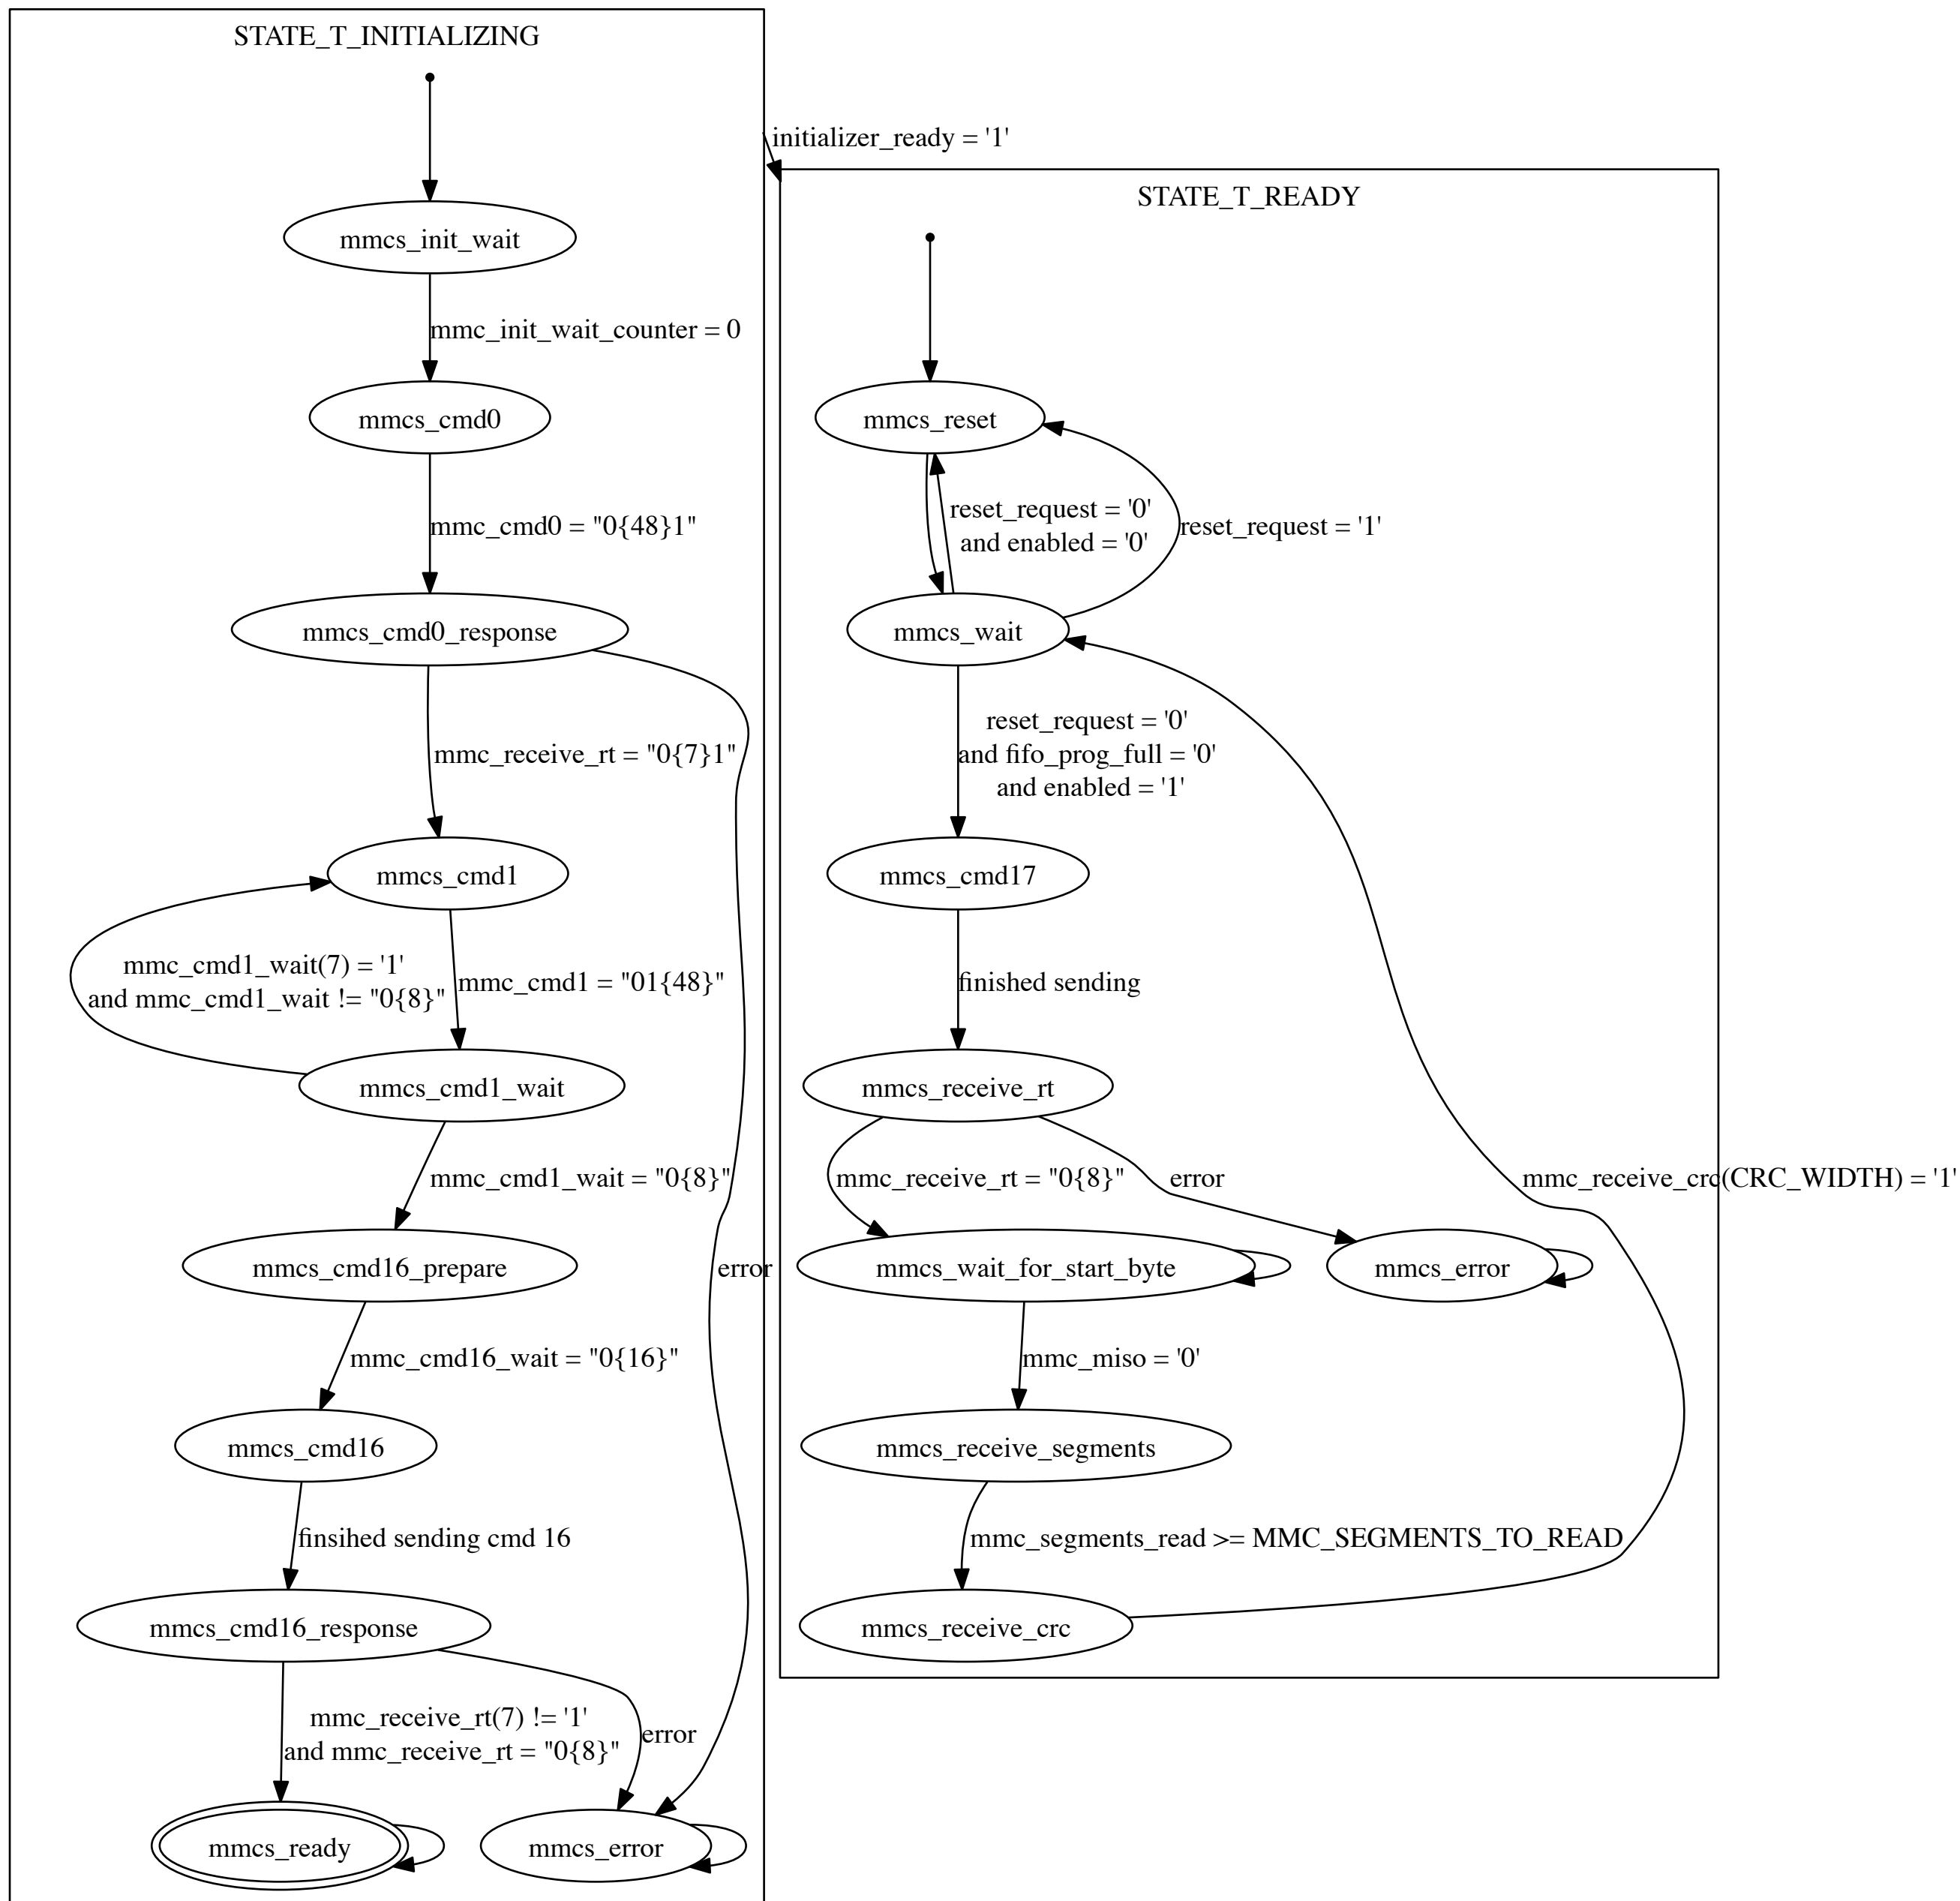 STATE_T_INITIALIZING
mmcs_init_wait
mmc_init_wait_counter = 0
mmcs_cmd0
mmc_cmd0 = "0{48}1"
mmcs_cmd0_response
mmc_receive_rt = "0{7}1"
mmcs_cmd1
mmc_cmd1_wait(7) = '1'
and mmc_cmd1_wait != "0{8}"
mmc_cmd1 = "01{48}"
mmcs_cmd1_wait
mmc_cmd1_wait = "0{8}"
mmcs_cmd16_prepare
error
mmc_cmd16_wait = "0{16}"
mmcs_cmd16
finsihed sending cmd 16
mmcs_cmd16_response
mmc_receive_rt(7) != '1'
and mmc_receive_rt = "0{8}"
error
mmcs_ready
mmcs_error
initializer_ready = '1'
STATE_T_READY
mmcs_reset
reset_request = '0'
and enabled = '0'
reset_request = '1'
mmcs_wait
reset_request = '0'
and fifo_prog_full = '0'
and enabled = '1'
mmcs_cmd17
finished sending
mmcs_receive_rt
mmc_receive_rt = "0{8}"
error
mmc_receive_crc(CRC_WIDTH) = '1'
mmcs_wait_for_start_byte
mmcs_error
mmc_miso = '0'
mmcs_receive_segments
mmc_segments_read >= MMC_SEGMENTS_TO_READ
mmcs_receive_crc